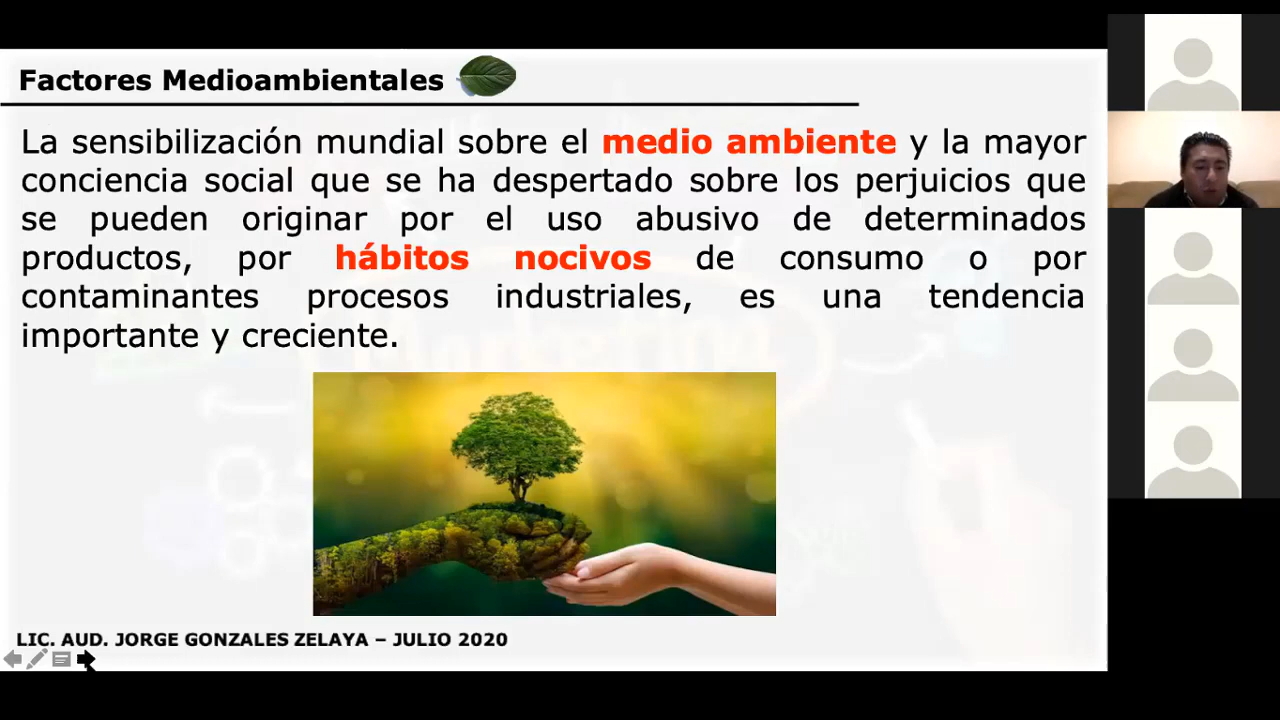 Factores Medioambientales
La sensibilización mundial sobre el medio ambiente y la mayor
conciencia social que se ha despertado sobre los perjuicios que
se pueden originar por el uso abusivo de determinados
productos, por hábitos nocivos de consumo o por
contaminantes procesos industriales, es una tendencia
importante y creciente.
LIC. AUD. JORGE GONZALES ZELAYA – JULIO 2020